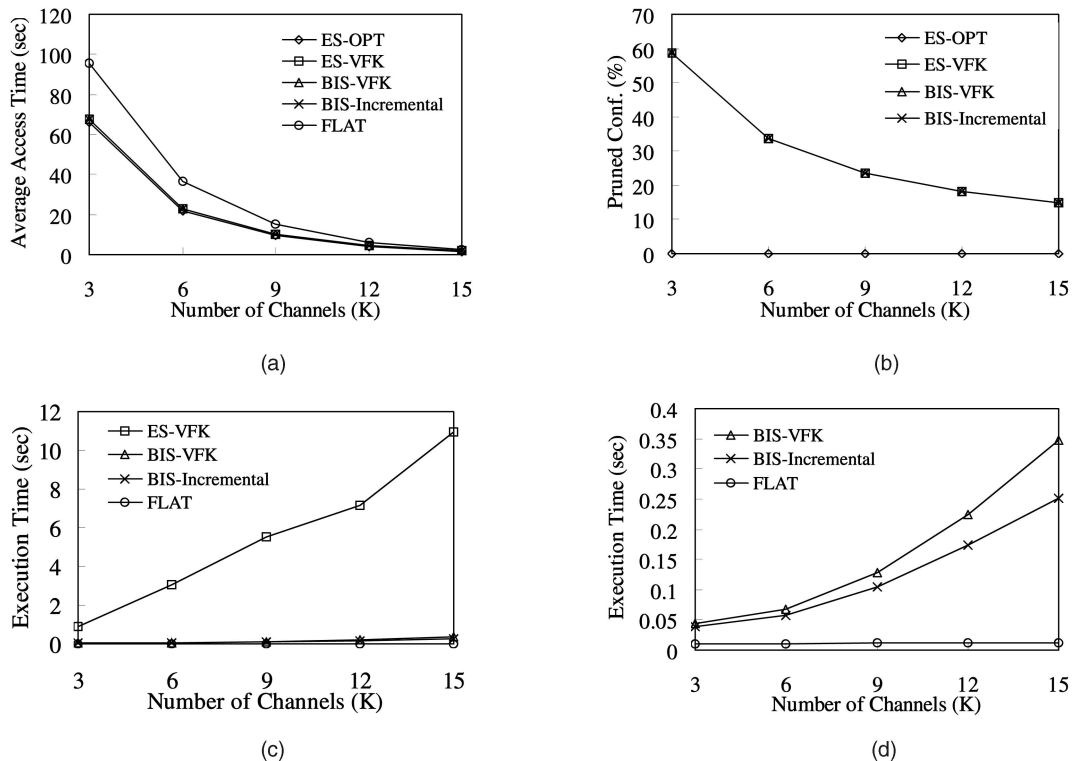 Average Access Time (sec)
120
100
80
60
40
20
0
3
6
9
12
15
Number of Channels (K)
ES-OPT
ES-VFK
BIS-VFK
BIS-Incremental
FLAT
(a)
Pruned Conf. (%)
70
60
50
40
30
20
10
0
3
6
9
12
15
Number of Channels (K)
ES-OPT
ES-VFK
BIS-VFK
BIS-Incremental
(b)
Execution Time (sec)
12
10
8
6
4
2
0
3
6
9
12
15
Number of Channels (K)
ES-VFK
BIS-VFK
BIS-Incremental
FLAT
(c)
Execution Time (sec)
0.4
0.35
0.3
0.25
0.2
0.15
0.1
0.05
0
3
6
9
12
15
Number of Channels (K)
BIS-VFK
BIS-Incremental
FLAT
(d)